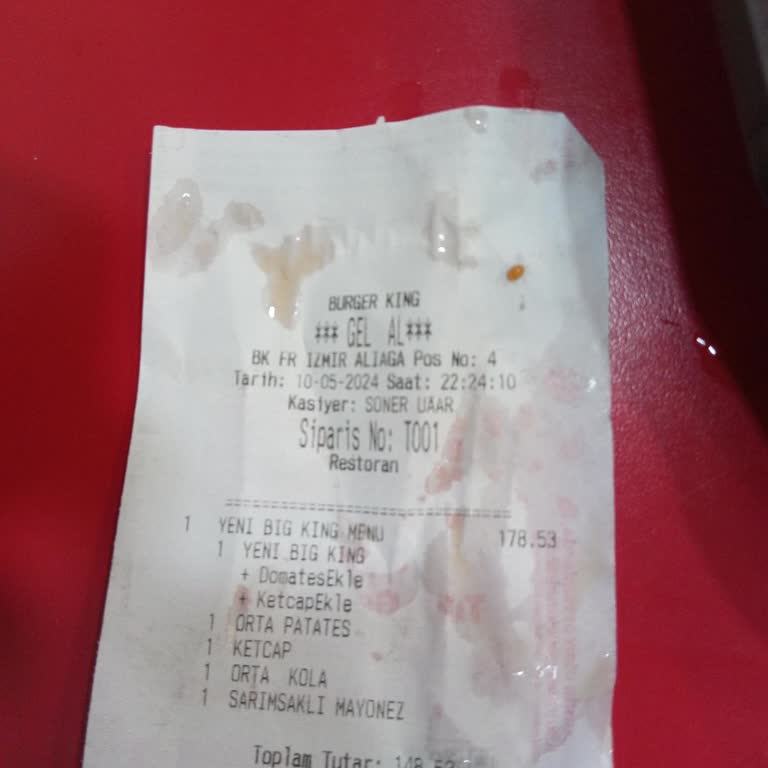 BURGER KING
*** GEL AL***
BK FR IZMIR ALIAGA Pos No: 4
Tarih: 10-05-2024 Saat: 22:24:10
Kasiyer: SONER UAAR
Siparis No: T001
Restoran
1 YENI BIG KING MENU 178.53
1 YENI BIG KING
+ DomatesEkle
+ KetcapEkle
1 ORTA PATATES
1 KETCAP
1 ORTA KOLA
1 SARIMSAKLI MAYONEZ
Toplam Tutar: